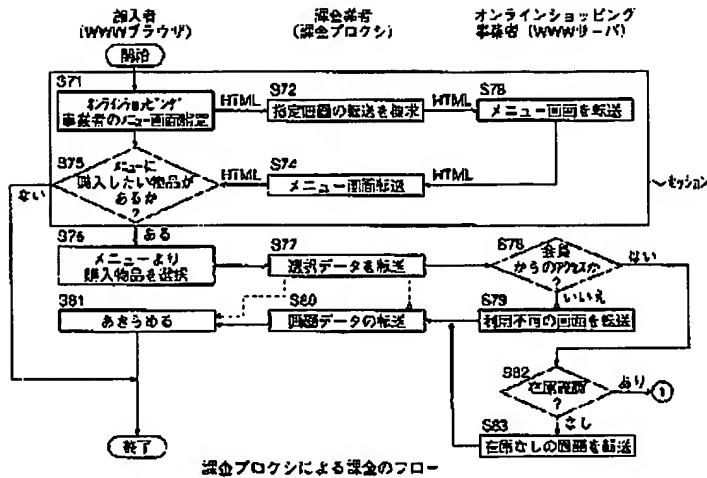 加入者
(WWWブラウザ)
課金業者
(課金プロクシ)
オンラインショッピング
事業者(WWWサーバ)
開始
S71
オンラインショッピング
事業者のメニュー画面指定
HTML
S72
指定画面の転送を要求
HTML
S73
メニュー画面を転送
S75
メニューに
購入したい物品が
あるか
?
HTML
S74
メニュー画面転送
HTML
セッション
ない
ある
S76
メニューより
購入物品を選択
S77
選択データを転送
S78
会員
からのアクセスか
?
ない
いいえ
S81
あきらめる
S80
画面データの転送
S79
利用不可の画面を転送
S82
在庫確認
?
あり
1
なし
S83
在庫なしの画面を転送
終了
課金プロクシによる課金のフロー